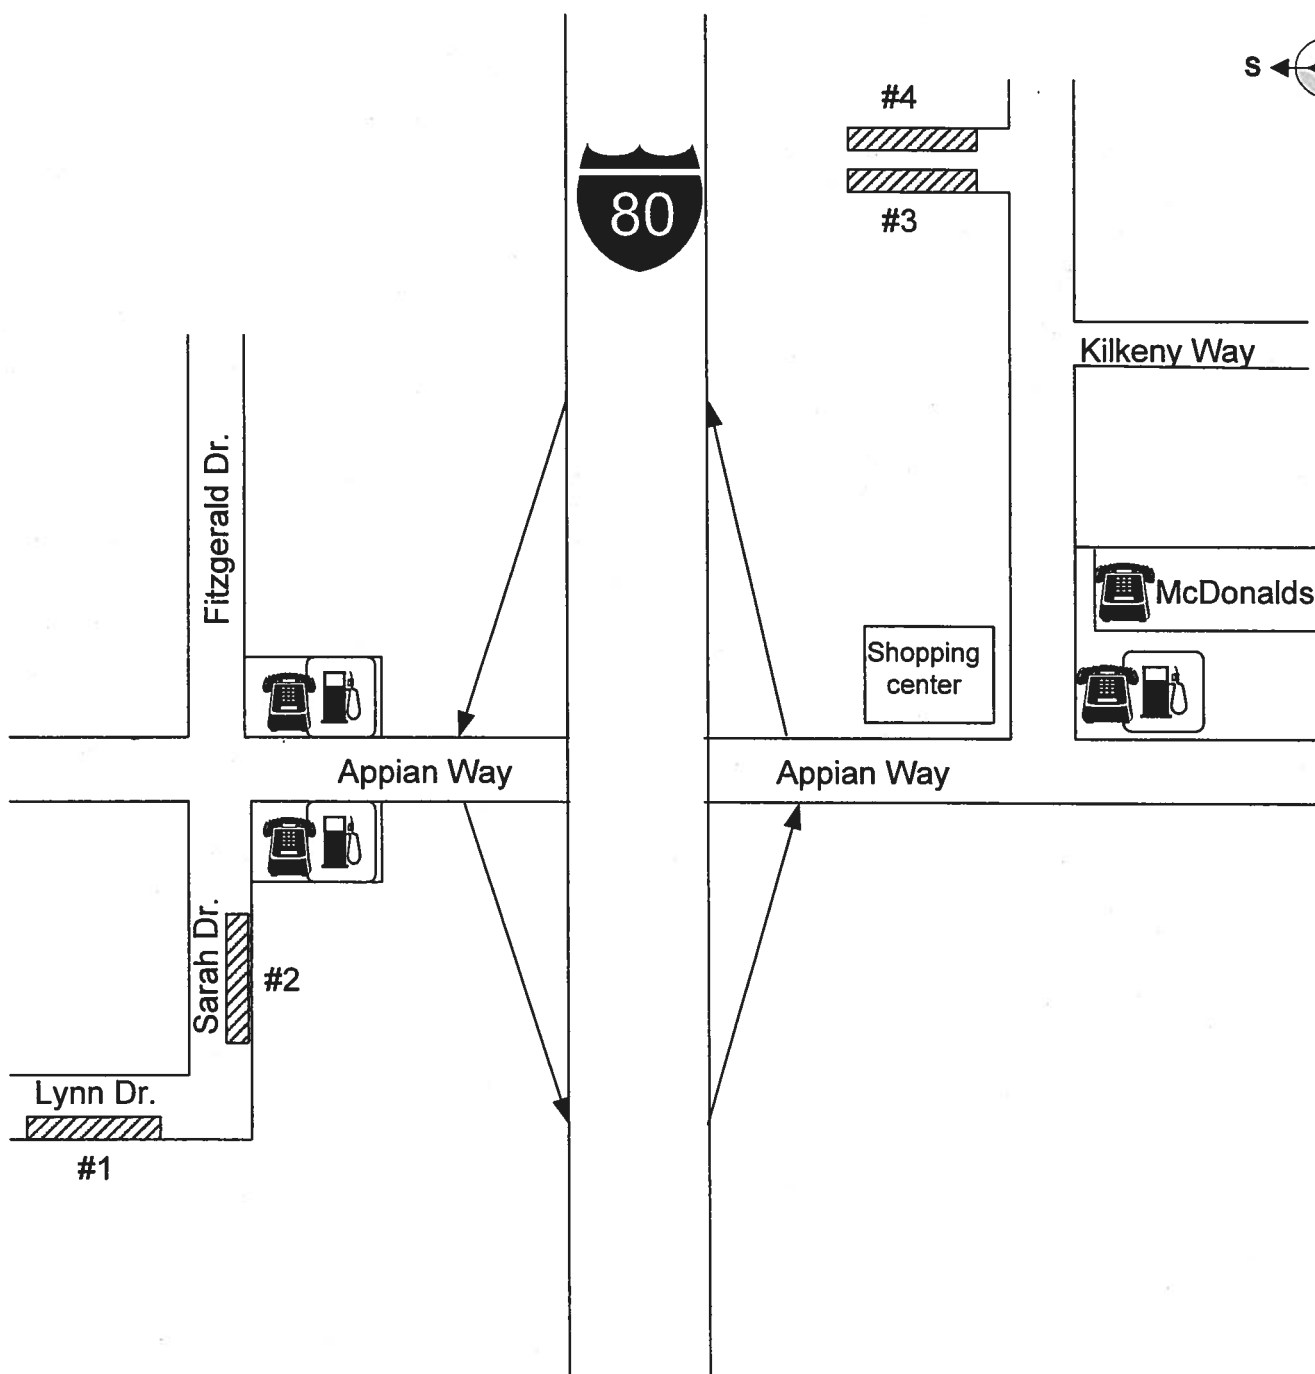 S
#4
80
#3
Kilkeny Way
Fitzgerald Dr.
McDonalds
Shopping
center
Appian Way
Appian Way
Sarah Dr.
#2
Lynn Dr.
#1